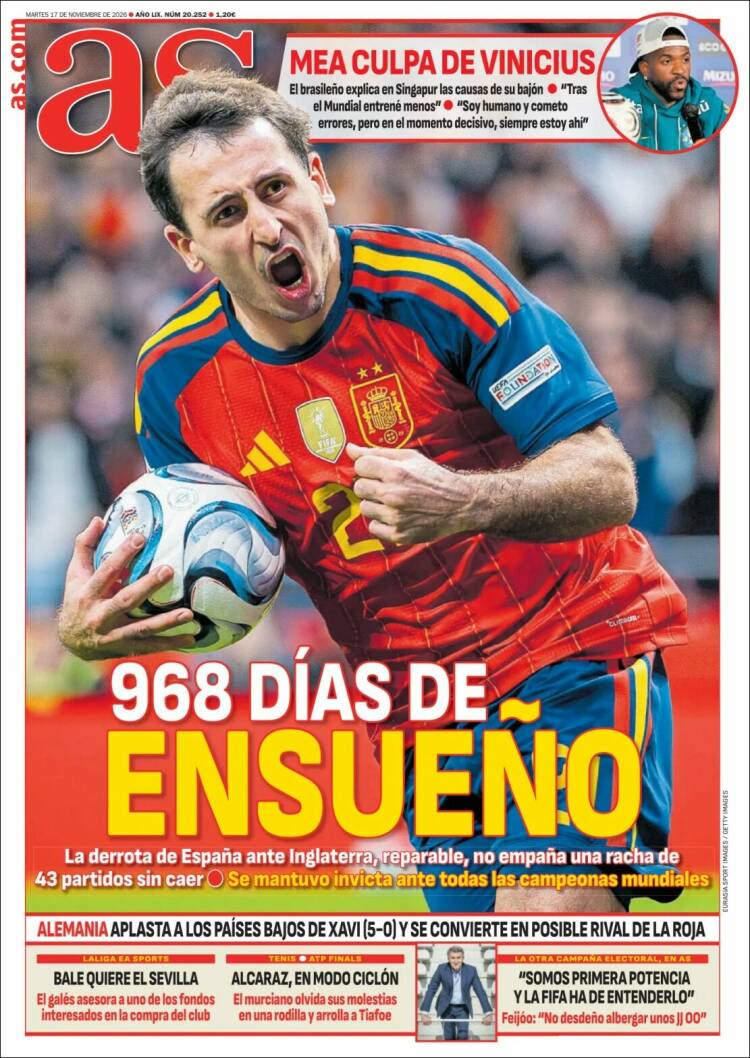 MARTES 17 DE NOVIEMBRE DE 2026 ● AÑO LIX. NÚM 20.252 ● 1,20€
as.com
as
MEA CULPA DE VINICIUS
El brasileño explica en Singapur las causas de su bajón ● “Tras
el Mundial entrené menos” ● “Soy humano y cometo
errores, pero en el momento decisivo, siempre estoy ahí”
UEFA
FOUNDATION
FIFA
2
CLIMACOOL
968 DÍAS DE
ENSUEÑO
La derrota de España ante Inglaterra, reparable, no empaña una racha de
43 partidos sin caer ● Se mantuvo invicta ante todas las campeonas mundiales
EURASIA SPORT IMAGES / GETTY IMAGES
ALEMANIA APLASTA A LOS PAÍSES BAJOS DE XAVI (5-0) Y SE CONVIERTE EN POSIBLE RIVAL DE LA ROJA
LALIGA EA SPORTS
BALE QUIERE EL SEVILLA
El galés asesora a uno de los fondos
interesados en la compra del club
TENIS ● ATP FINALS
ALCARAZ, EN MODO CICLÓN
El murciano olvida sus molestias
en una rodilla y arrolla a Tiafoe
LA OTRA CAMPAÑA ELECTORAL, EN AS
“SOMOS PRIMERA POTENCIA
Y LA FIFA HA DE ENTENDERLO”
Feijóo: “No desdeño albergar unos JJ OO”